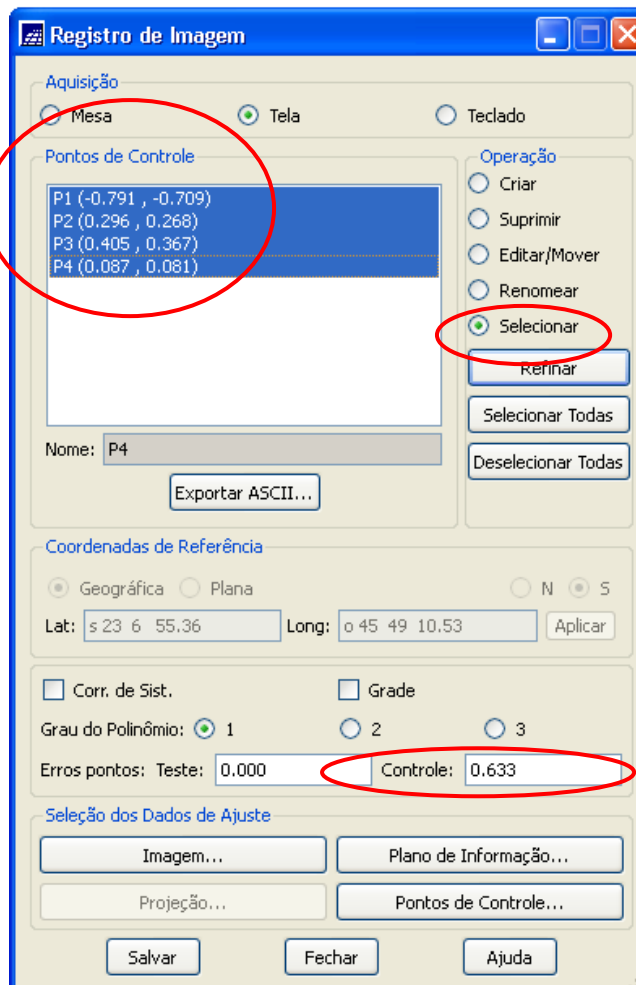 Registro de Imagem
Aquisição
Mesa Tela Teclado
Pontos de Controle
P1 (-0.791 , -0.709)
P2 (0.296 , 0.268)
P3 (0.405 , 0.367)
P4 (0.087 , 0.081)
Nome: P4
Exportar ASCII...
Operação
Criar
Suprimir
Editar/Mover
Renomear
Selecionar
Refinar
Selecionar Todas
Deselecionar Todas
Coordenadas de Referência
Geográfica Plana N S
Lat: s 23 6 55.36 Long: o 45 49 10.53 Aplicar
Corr. de Sist. Grade
Grau do Polinômio: 1 2 3
Erros pontos: Teste: 0.000 Controle: 0.633
Seleção dos Dados de Ajuste
Imagem... Plano de Informação...
Projeção... Pontos de Controle...
Salvar Fechar Ajuda